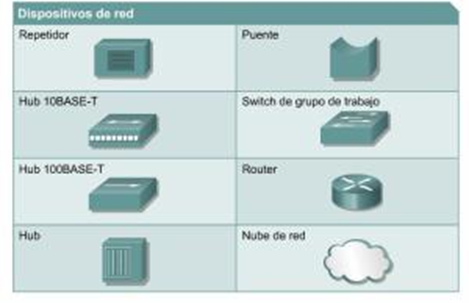 Dispositivos de red
Repetidor
Puente
Hub 10BASE-T
Switch de grupo de trabajo
Hub 100BASE-T
Router
Hub
Nube de red